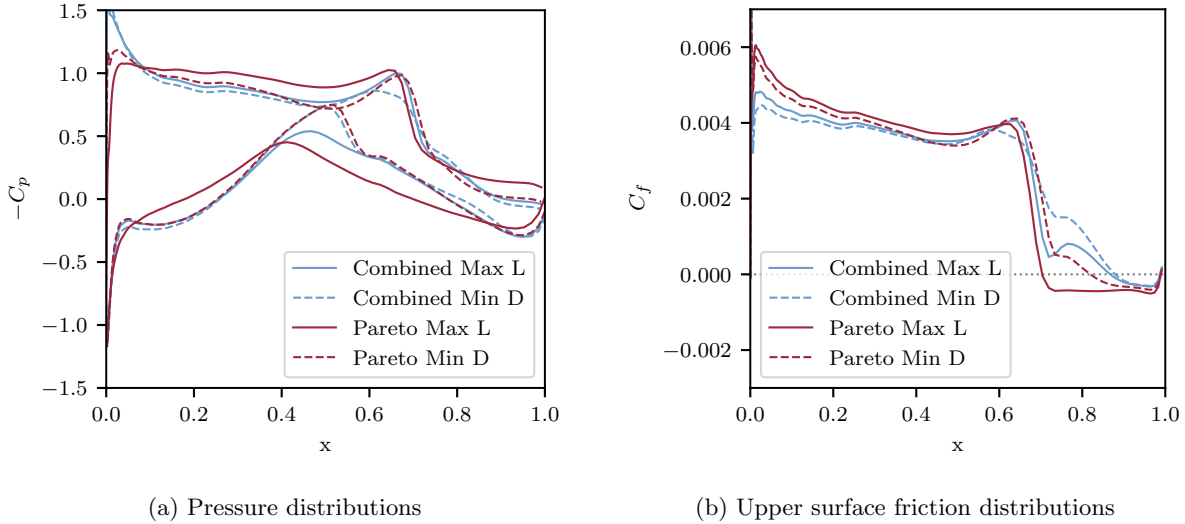 1.5
1.0
0.5
0.0
−0.5
−1.0
−1.5
−C_p
0.0 0.2 0.4 0.6 0.8 1.0
x
Combined Max L
Combined Min D
Pareto Max L
Pareto Min D
(a) Pressure distributions
0.006
0.004
0.002
0.000
−0.002
C_f
0.0 0.2 0.4 0.6 0.8 1.0
x
Combined Max L
Combined Min D
Pareto Max L
Pareto Min D
(b) Upper surface friction distributions